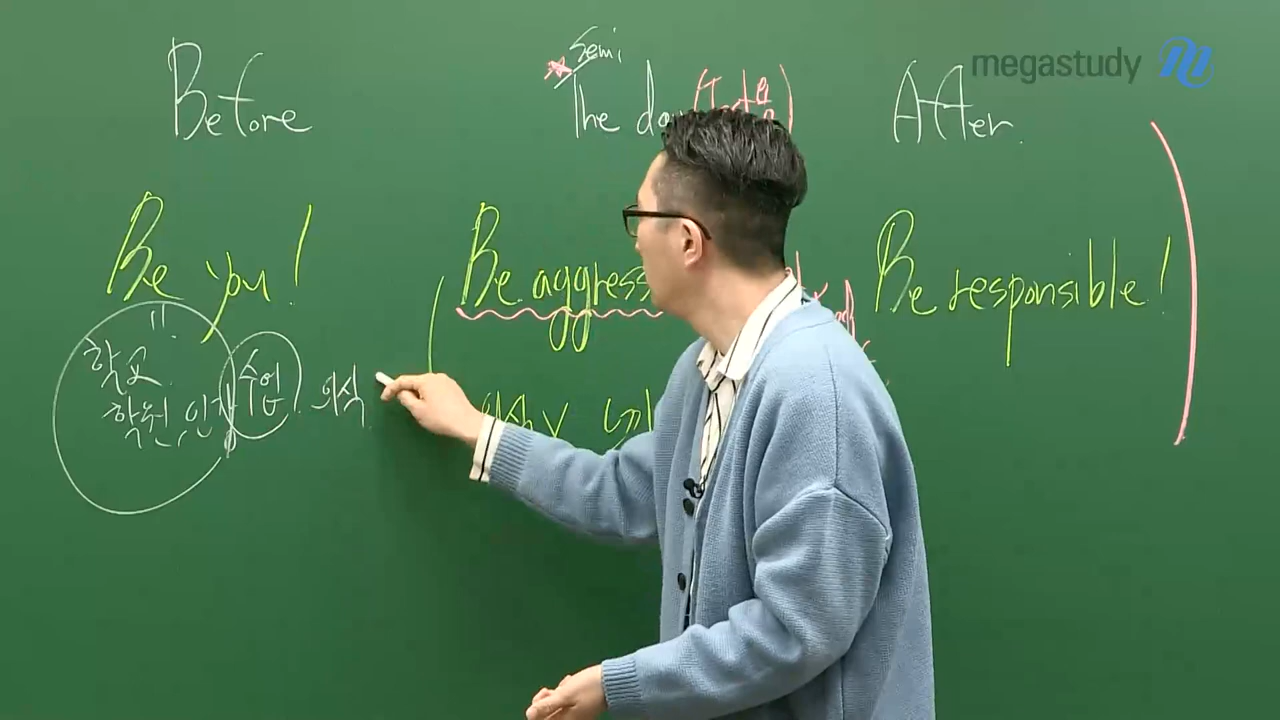 megastudy
Before
Semi
The
After.
Be you!
Be aggress
Be responsible!
학교
수업
의식
학원, 인강